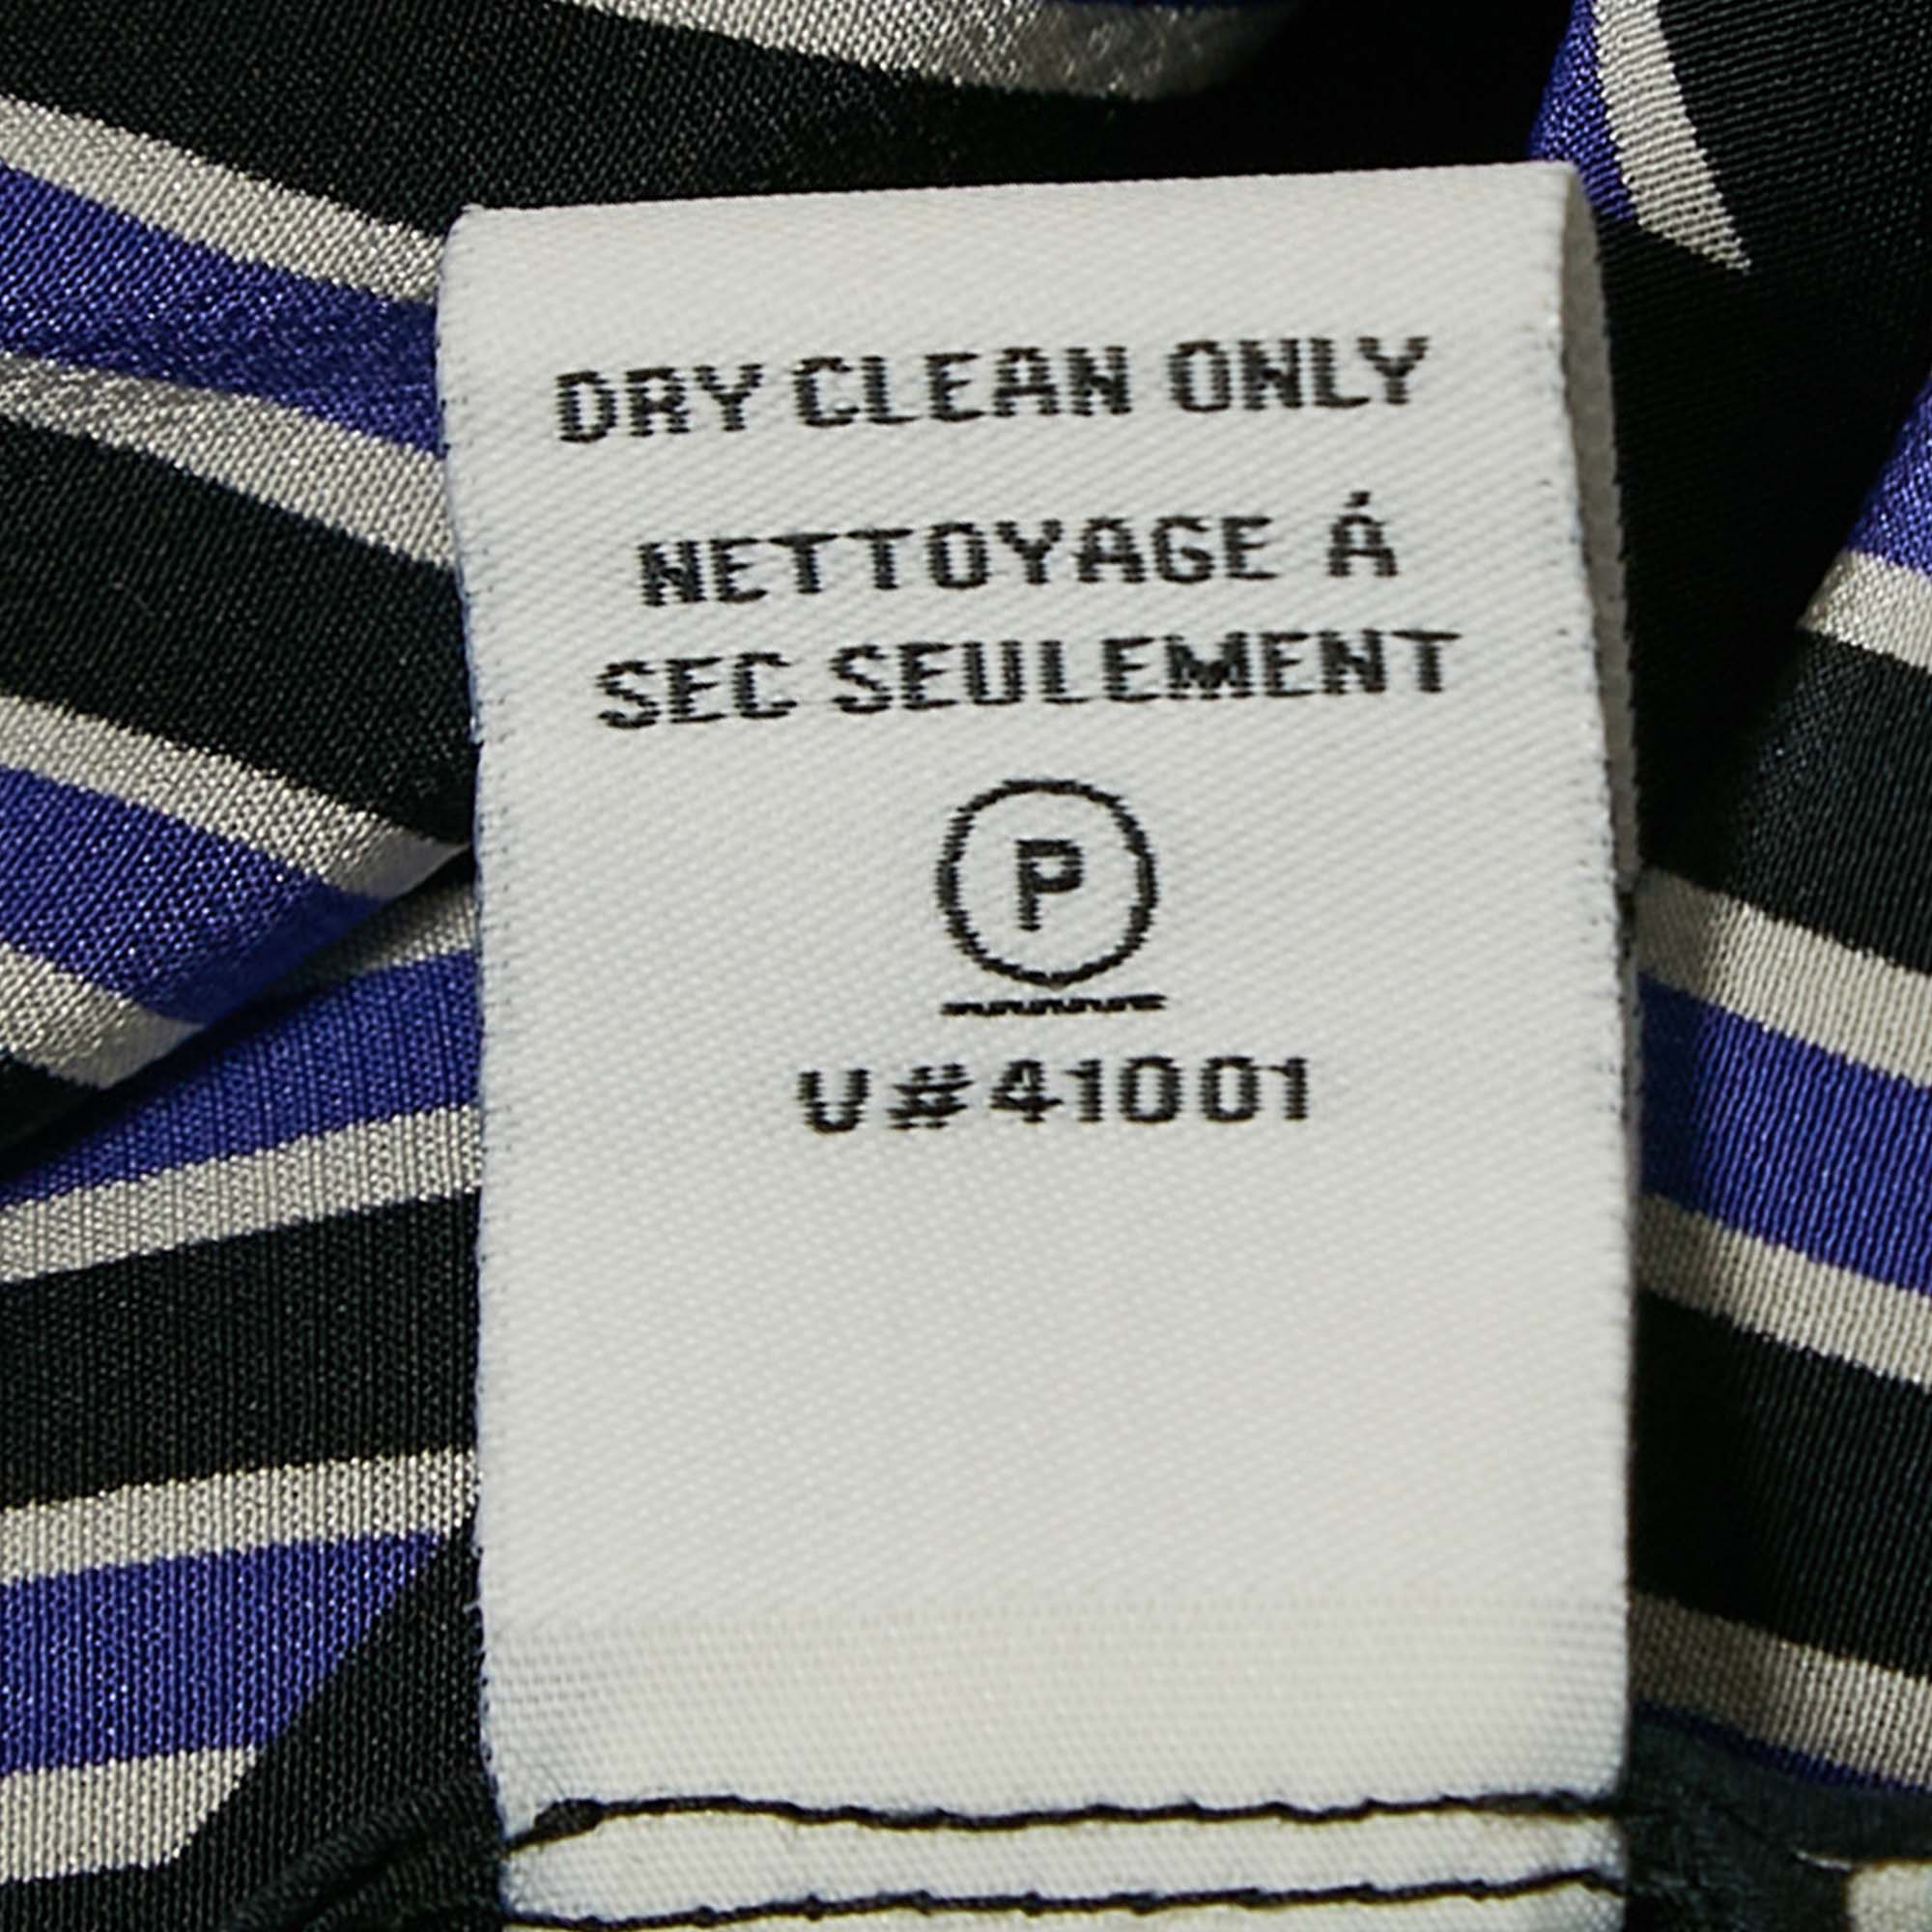 DRY CLEAN ONLY
NETTOYAGE Á
SEC SEULEMENT
P
U#41001